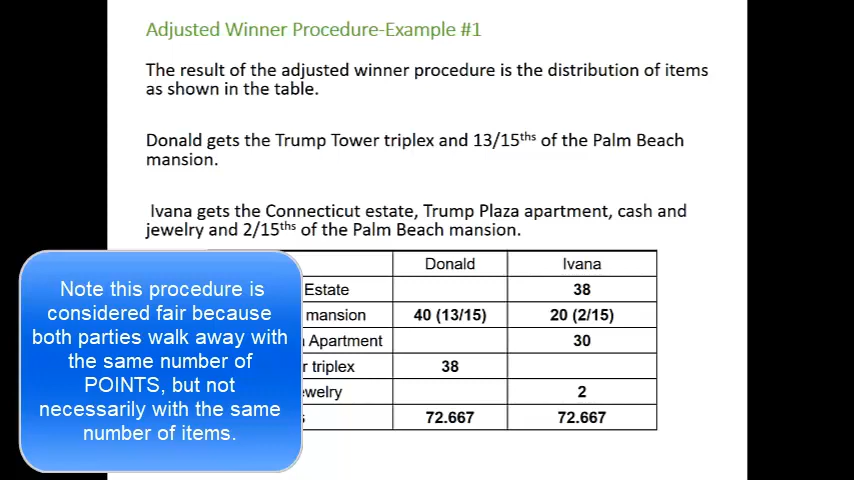 Adjusted Winner Procedure-Example #1
The result of the adjusted winner procedure is the distribution of items
as shown in the table.
Donald gets the Trump Tower triplex and 13/15ths of the Palm Beach
mansion.
Ivana gets the Connecticut estate, Trump Plaza apartment, cash and
jewelry and 2/15ths of the Palm Beach mansion.
Donald Ivana
Estate 38
mansion 40 (13/15) 20 (2/15)
Apartment 30
triplex 38
2
72.667 72.667
Note this procedure is
considered fair because
both parties walk away with
the same number of
POINTS, but not
necessarily with the same
number of items.